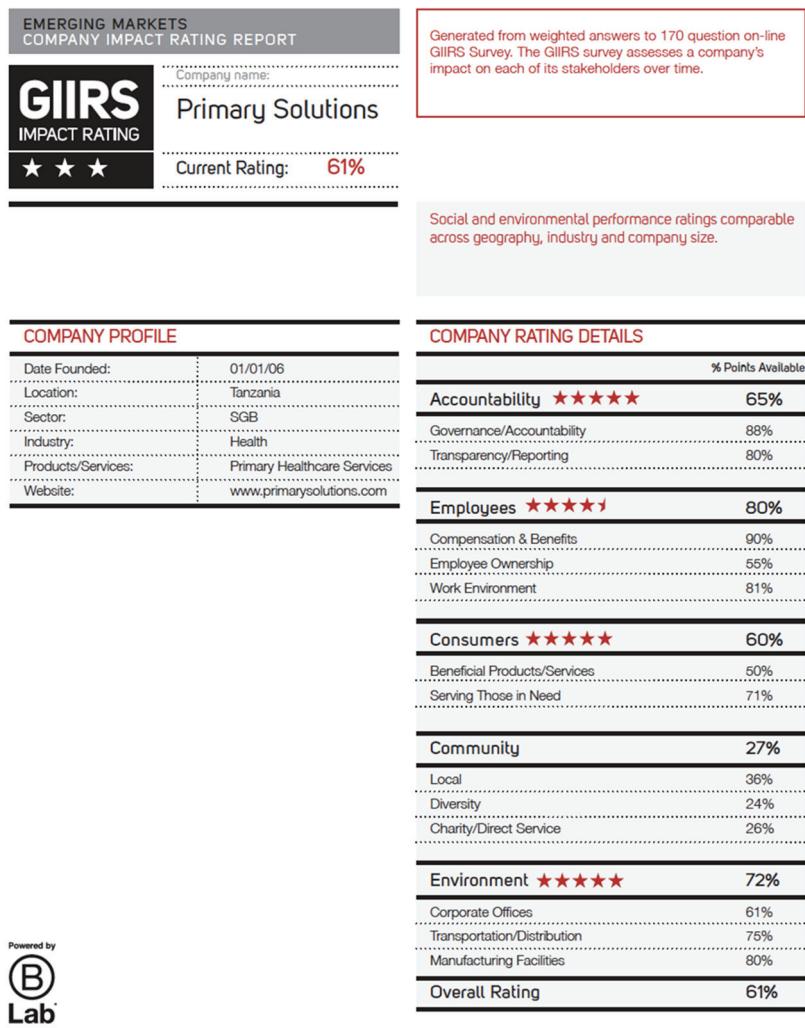 EMERGING MARKETS
COMPANY IMPACT RATING REPORT
GIIRS
IMPACT RATING
Company name:
Primary Solutions
Current Rating: 61%
Generated from weighted answers to 170 question on-line
GIIRS Survey. The GIIRS survey assesses a company's
impact on each of its stakeholders over time.
Social and environmental performance ratings comparable
across geography, industry and company size.
COMPANY PROFILE
Date Founded: 01/01/06
Location: Tanzania
Sector: SGB
Industry: Health
Products/Services: Primary Healthcare Services
Website: www.primarysolutions.com
COMPANY RATING DETAILS
% Points Available
Accountability 65%
Governance/Accountability 88%
Transparency/Reporting 80%
Employees 80%
Compensation & Benefits 90%
Employee Ownership 55%
Work Environment 81%
Consumers 60%
Beneficial Products/Services 50%
Serving Those in Need 71%
Community 27%
Local 36%
Diversity 24%
Charity/Direct Service 26%
Environment 72%
Corporate Offices 61%
Transportation/Distribution 75%
Manufacturing Facilities 80%
Overall Rating 61%
Powered by
B
Lab